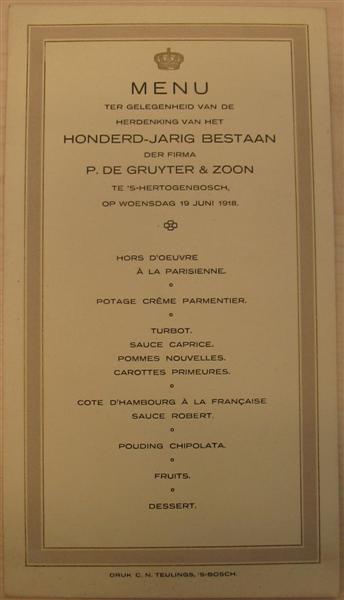 MENU
TER GELEGENHEID VAN DE
HERDENKING VAN HET
HONDERD-JARIG BESTAAN
DER FIRMA
P. DE GRUYTER & ZOON
TE 'S-HERTOGENBOSCH,
OP WOENSDAG 19 JUNI 1918.
HORS D'OEUVRE
À LA PARISIENNE.
POTAGE CRÊME PARMENTIER.
TURBOT.
SAUCE CAPRICE.
POMMES NOUVELLES.
CAROTTES PRIMEURES.
COTE D'HAMBOURG À LA FRANÇAISE
SAUCE ROBERT.
POUDING CHIPOLATA.
FRUITS.
DESSERT.
DRUK C. N. TEULINGS, 'S-BOSCH.